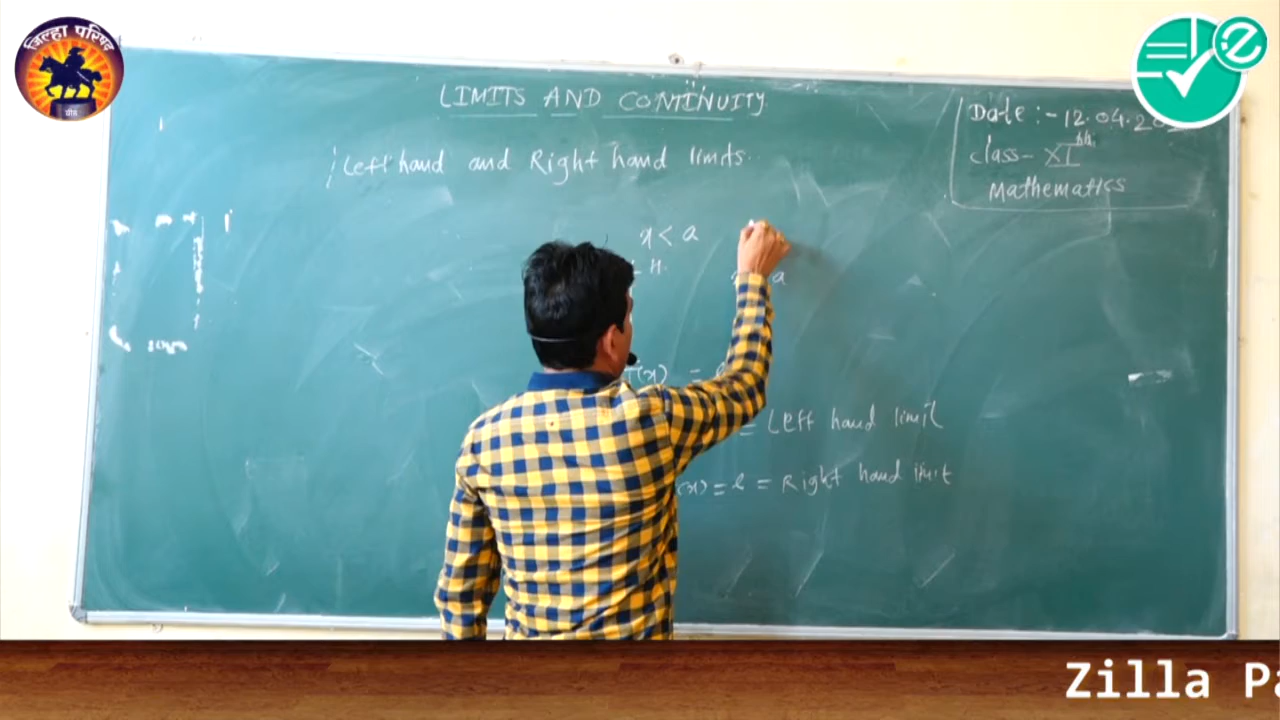 जिल्हा परिषद
बीड
LIMITS AND CONTINUITY
Date :- 12.04.20
class - XI th
Mathematics
Left hand and Right hand limits..
x < a
a
f(x) =
= Left hand limit
(x) = l = Right hand limit
Zilla Pa